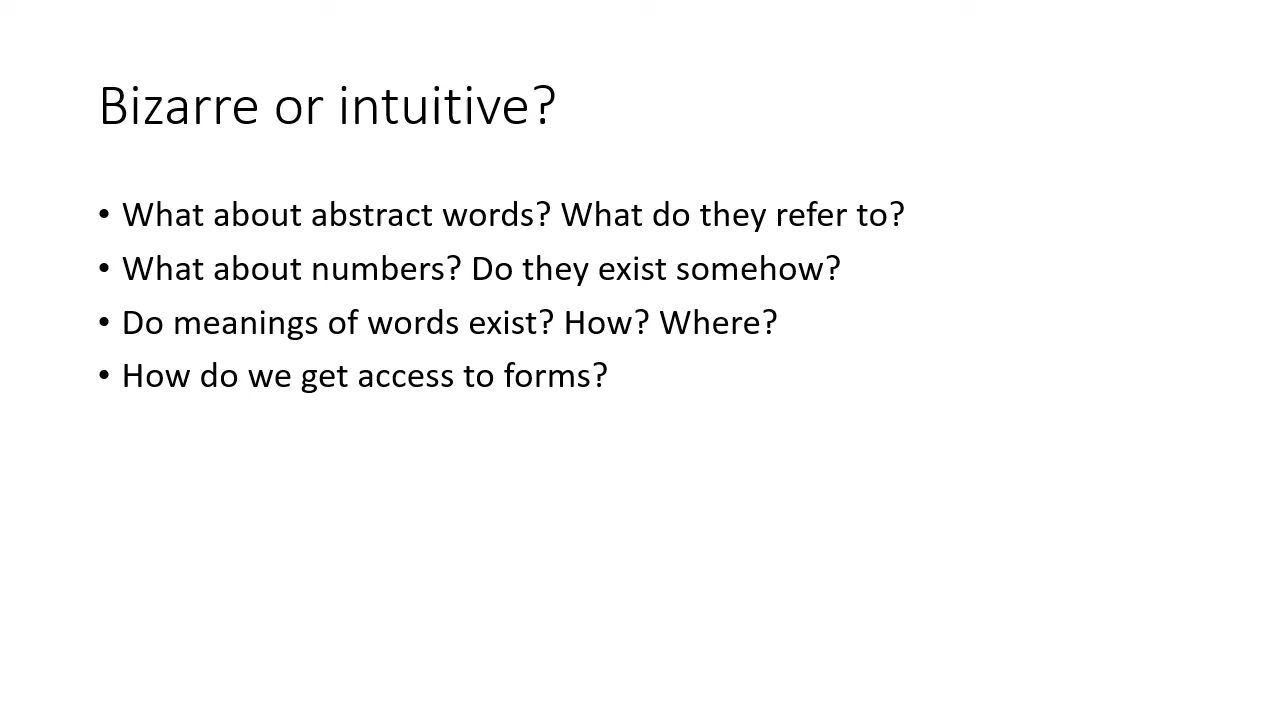 Bizarre or intuitive?
• What about abstract words? What do they refer to?
• What about numbers? Do they exist somehow?
• Do meanings of words exist? How? Where?
• How do we get access to forms?